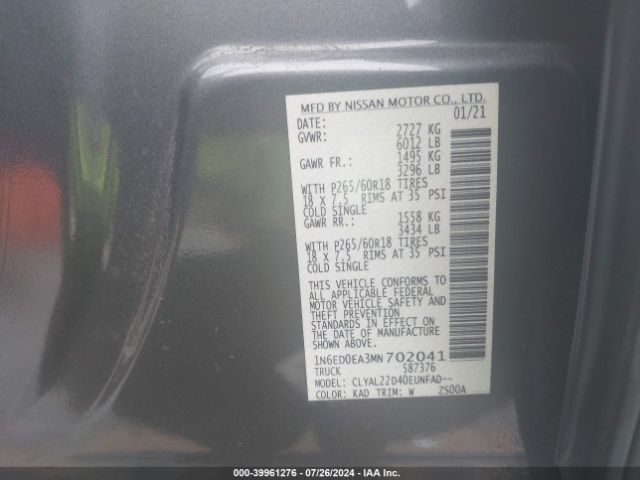 MFD BY NISSAN MOTOR CO., LTD.
DATE: 01/21
GVWR: 2727 KG
6012 LB
GAWR FR.: 1495 KG
3296 LB
WITH P265/60R18 TIRES
18 X 7.5 RIMS AT 35 PSI
COLD SINGLE
GAWR RR.: 1558 KG
3434 LB
WITH P265/60R18 TIRES
18 X 7.5 RIMS AT 35 PSI
COLD SINGLE
THIS VEHICLE CONFORMS TO
ALL APPLICABLE FEDERAL
MOTOR VEHICLE SAFETY AND
THEFT PREVENTION
STANDARDS IN EFFECT ON
THE DATE OF MANUFACTURE
SHOWN ABOVE.
1N6ED0EA3MN702041
TRUCK 587376
MODEL: CLYAL22D40EUNFAD--
COLOR: KAD TRIM: W ZS00A
000-39961276 / 07/26/2024 - IAA Inc.